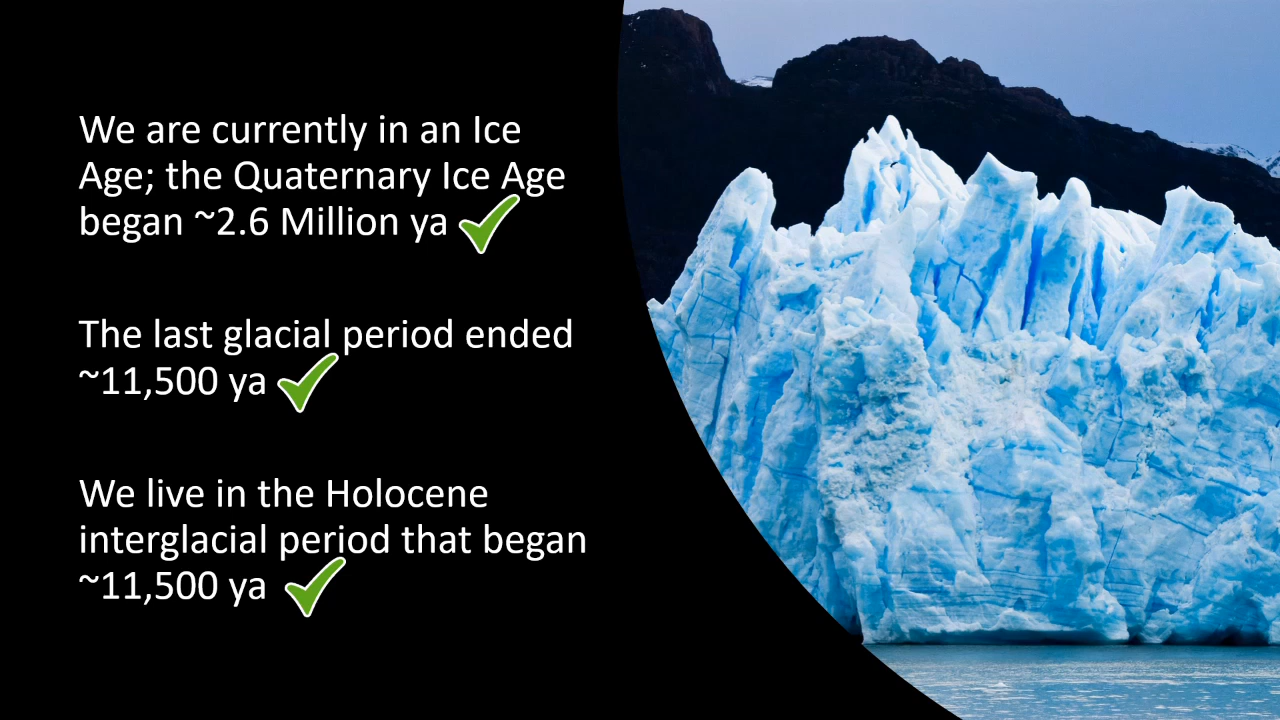 We are currently in an Ice
Age; the Quaternary Ice Age
began ~2.6 Million ya
The last glacial period ended
~11,500 ya
We live in the Holocene
interglacial period that began
~11,500 ya